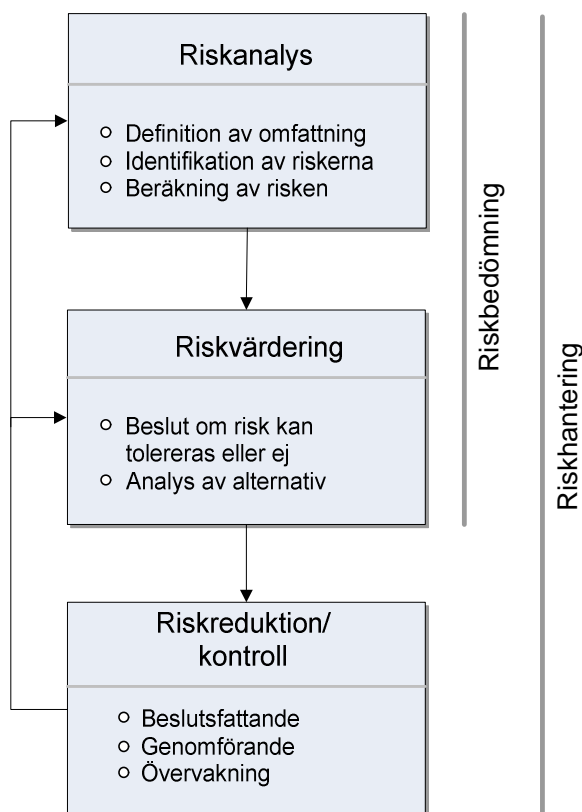 Riskanalys
Definition av omfattning
Identifikation av riskerna
Beräkning av risken
Riskvärdering
Beslut om risk kan
tolereras eller ej
Analys av alternativ
Riskreduktion/
kontroll
Beslutsfattande
Genomförande
Övervakning
Riskbedömning
Riskhantering